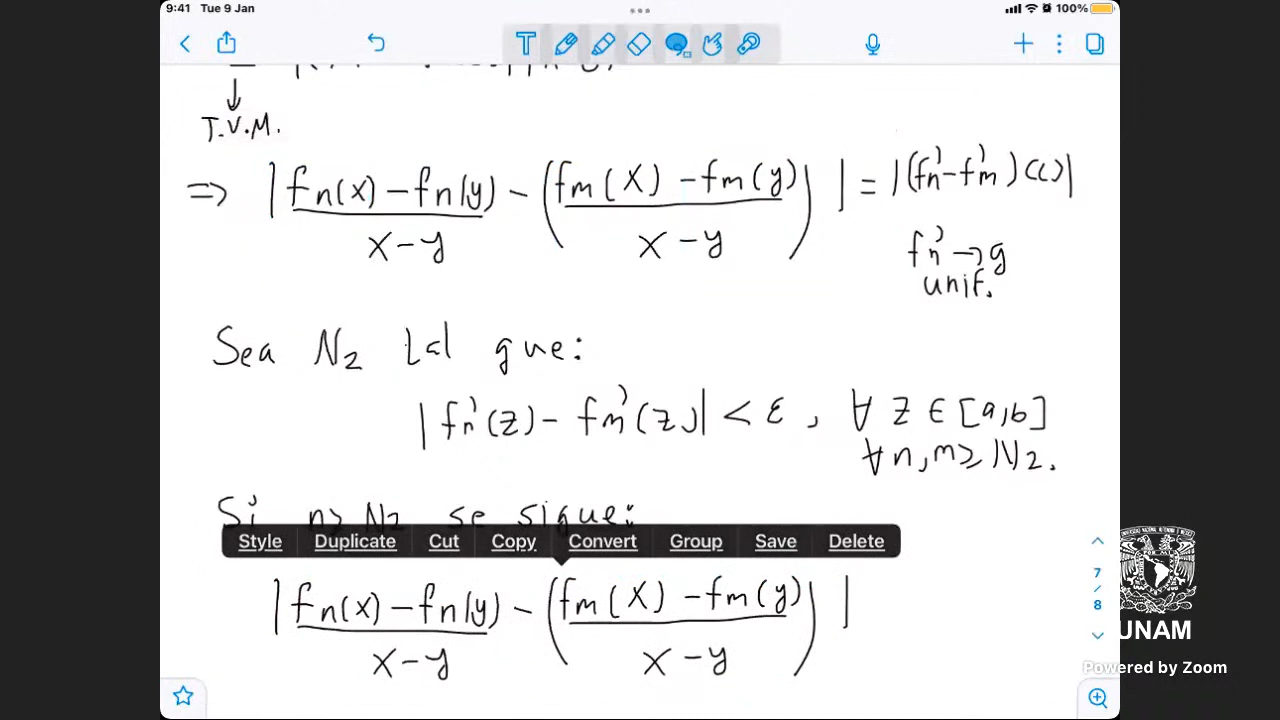 9:41 Tue 9 Jan 100%
T.V.M.
=> | fn(x) – fn(y) / x – y – ( fm(x) – fm(y) / x – y ) | = |(fn' – fm')(c)|
fn' → g
unif.
Sea N2 tal que:
|fn'(z) – fm'(z)| < ε, ∀ z ∈ [a,b]
∀ n,m ≥ N2.
Si n ≥ N2 se sigue:
Style Duplicate Cut Copy Convert Group Save Delete
| fn(x) – fn(y) / x – y – ( fm(x) – fm(y) / x – y ) |
7
/
8
UNAM
Powered by Zoom